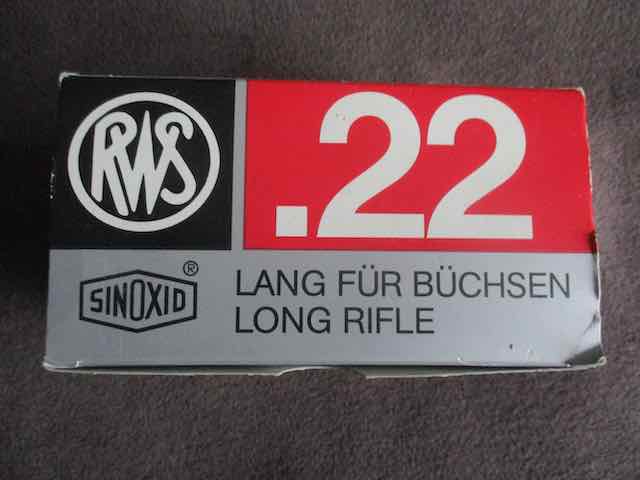 RWS
.22
SINOXID®
LANG FÜR BÜCHSEN
LONG RIFLE